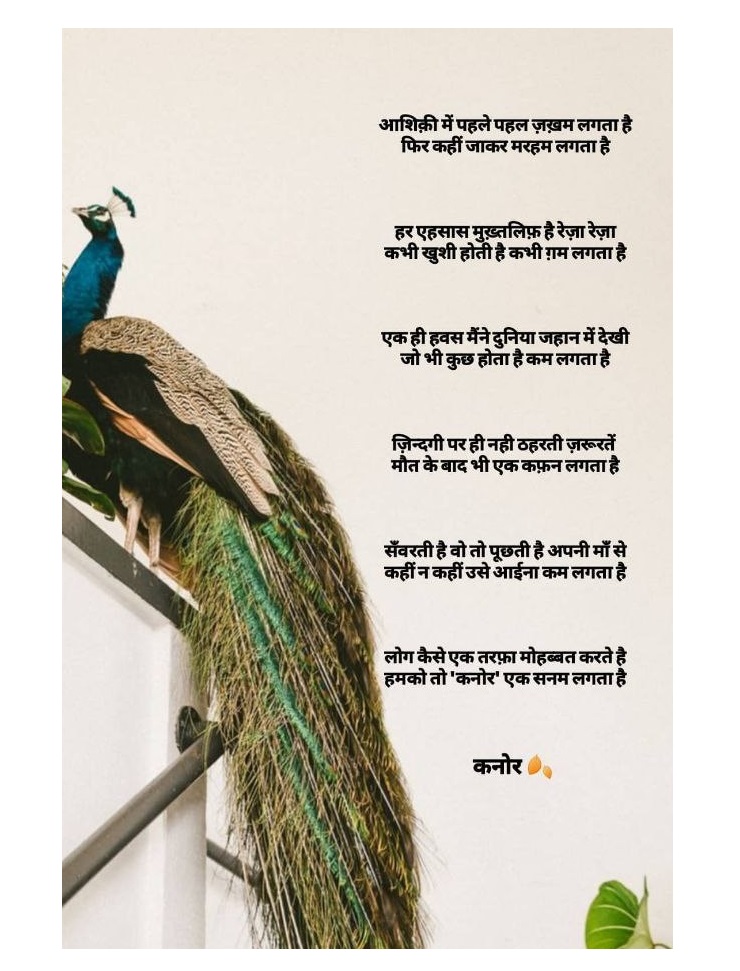 आशिक़ी में पहले पहल ज़ख़म लगता है
फिर कहीं जाकर मरहम लगता है
हर एहसास मुख़्तलिफ़ है रेज़ा रेज़ा
कभी खुशी होती है कभी ग़म लगता है
एक ही हवस मैंने दुनिया जहान में देखी
जो भी कुछ होता है कम लगता है
ज़िन्दगी पर ही नही ठहरती ज़रूरतें
मौत के बाद भी एक कफ़न लगता है
सँवरती है वो तो पूछती है अपनी माँ से
कहीं न कहीं उसे आईना कम लगता है
लोग कैसे एक तरफ़ा मोहब्बत करते है
हमको तो 'कनोर' एक सनम लगता है
कनोर